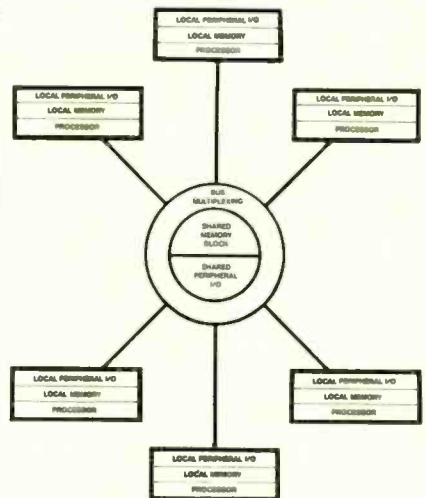 LOCAL PERIPHERAL I/O
LOCAL MEMORY
PROCESSOR
LOCAL PERIPHERAL I/O
LOCAL MEMORY
PROCESSOR
LOCAL PERIPHERAL I/O
LOCAL MEMORY
PROCESSOR
BUS
MULTIPLEXING
SHARED
MEMORY
BLOCK
SHARED
PERIPHERAL
I/O
LOCAL PERIPHERAL I/O
LOCAL MEMORY
PROCESSOR
LOCAL PERIPHERAL I/O
LOCAL MEMORY
PROCESSOR
LOCAL PERIPHERAL I/O
LOCAL MEMORY
PROCESSOR